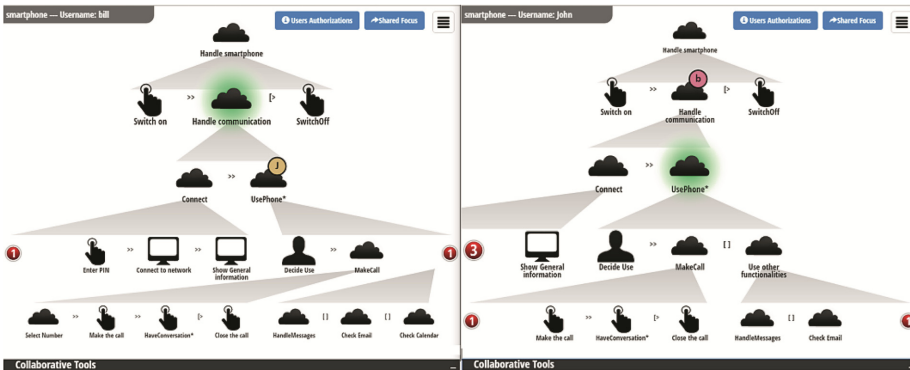 smartphone — Username: bill
Users Authorizations
Shared Focus
Handle smartphone
Switch on
>>
Handle communication
[>
SwitchOff
J
Connect
>>
UsePhone*
1
Enter PIN
>>
Connect to network
>>
Show General
information
Decide Use
>>
MakeCall
1
Select Number
>>
Make the call
>>
HaveConversation*
[>
Close the call
HandleMessages
[]
Check Email
[]
Check Calendar
Collaborative Tools
smartphone — Username: John
Users Authorizations
Shared Focus
Handle smartphone
b
Switch on
>>
Handle
communication
[>
SwitchOff
Connect
>>
UsePhone*
3
Show General
information
Decide Use
>>
MakeCall
[]
Use other
functionalities
1
Make the call
>>
HaveConversation*
[>
Close the call
HandleMessages
[]
Check Email
1
Collaborative Tools